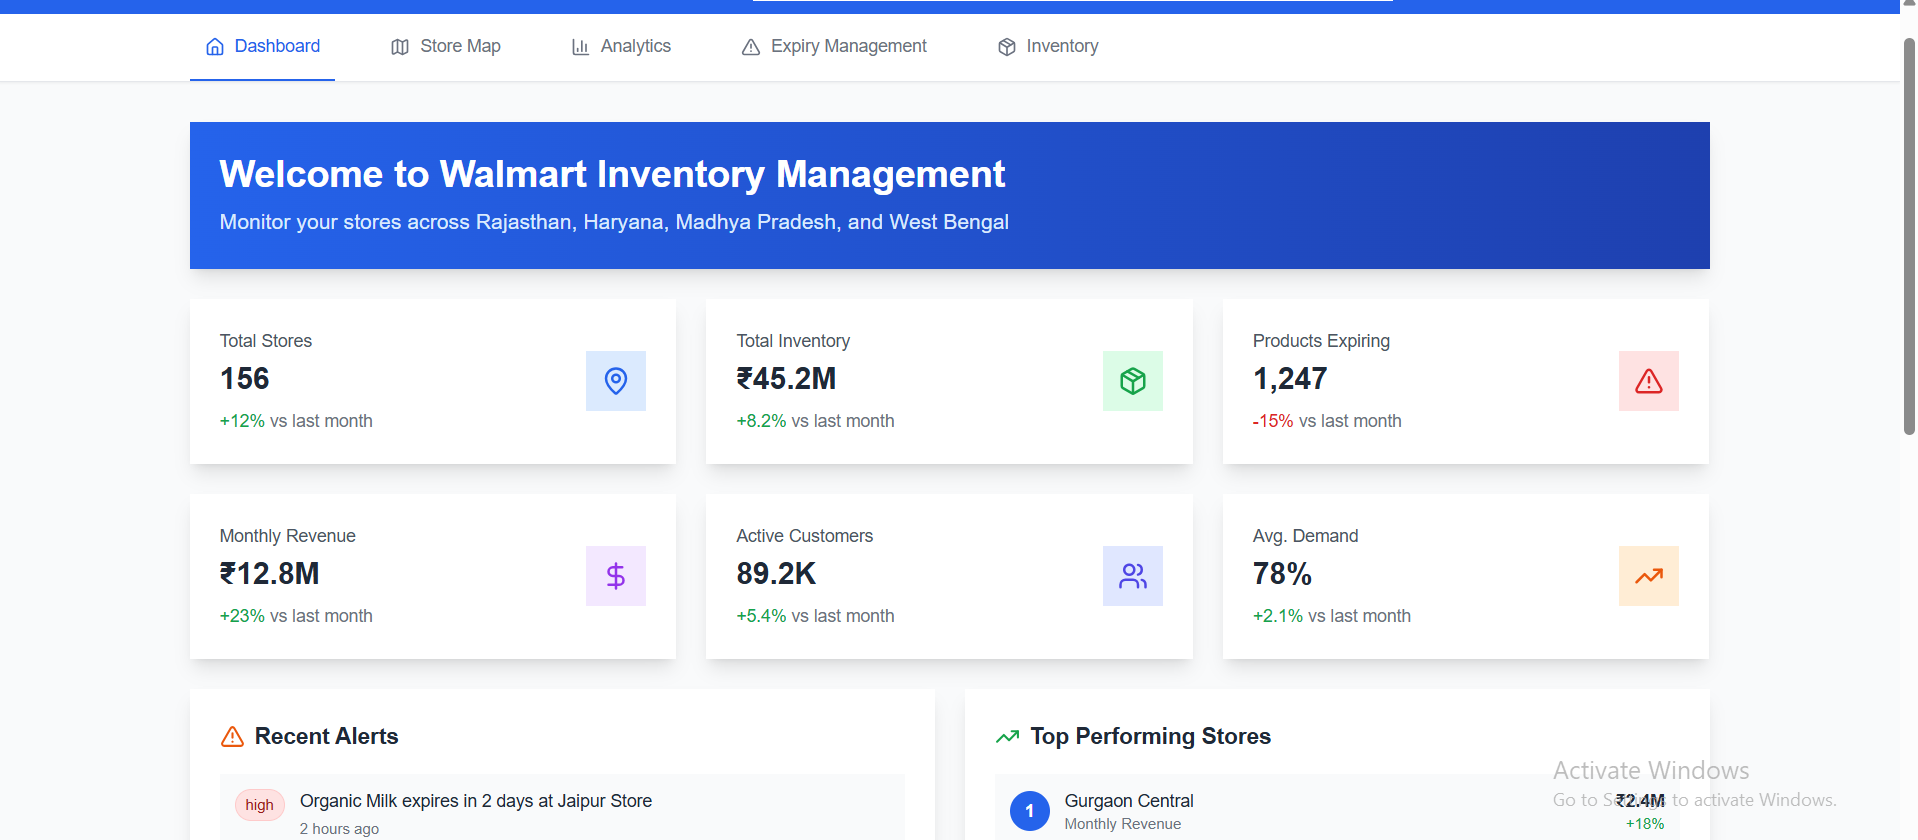 Dashboard
Store Map
Analytics
Expiry Management
Inventory
Welcome to Walmart Inventory Management
Monitor your stores across Rajasthan, Haryana, Madhya Pradesh, and West Bengal
Total Stores
156
+12% vs last month
Total Inventory
₹45.2M
+8.2% vs last month
Products Expiring
1,247
-15% vs last month
Monthly Revenue
₹12.8M
+23% vs last month
Active Customers
89.2K
+5.4% vs last month
Avg. Demand
78%
+2.1% vs last month
Recent Alerts
high
Organic Milk expires in 2 days at Jaipur Store
2 hours ago
Top Performing Stores
1
Gurgaon Central
Monthly Revenue
₹2.4M
+18%
Activate Windows
Go to Settings to activate Windows.